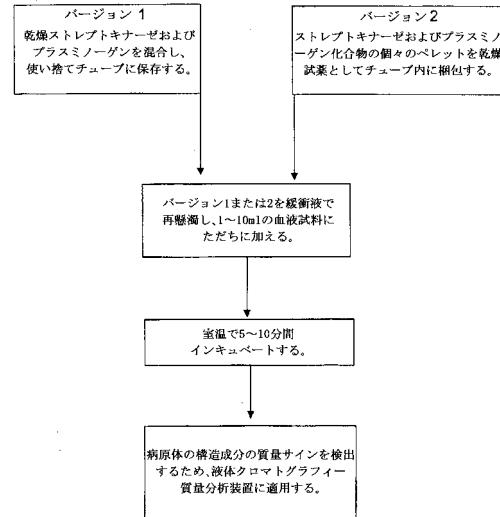 バージョン 1
乾燥ストレプトキナーゼおよび
プラスミノーゲンを混合し、
使い捨てチューブに保存する。
バージョン2
ストレプトキナーゼおよびプラスミノ
ーゲン化合物の個々のペレットを乾燥
試薬としてチューブ内に梱包する。
バージョン1または2を緩衝液で
再懸濁し、1〜10mlの血液試料に
ただちに加える。
室温で5〜10分間
インキュベートする。
病原体の構造成分の質量サインを検出
するため、液体クロマトグラフィー
質量分析装置に適用する。